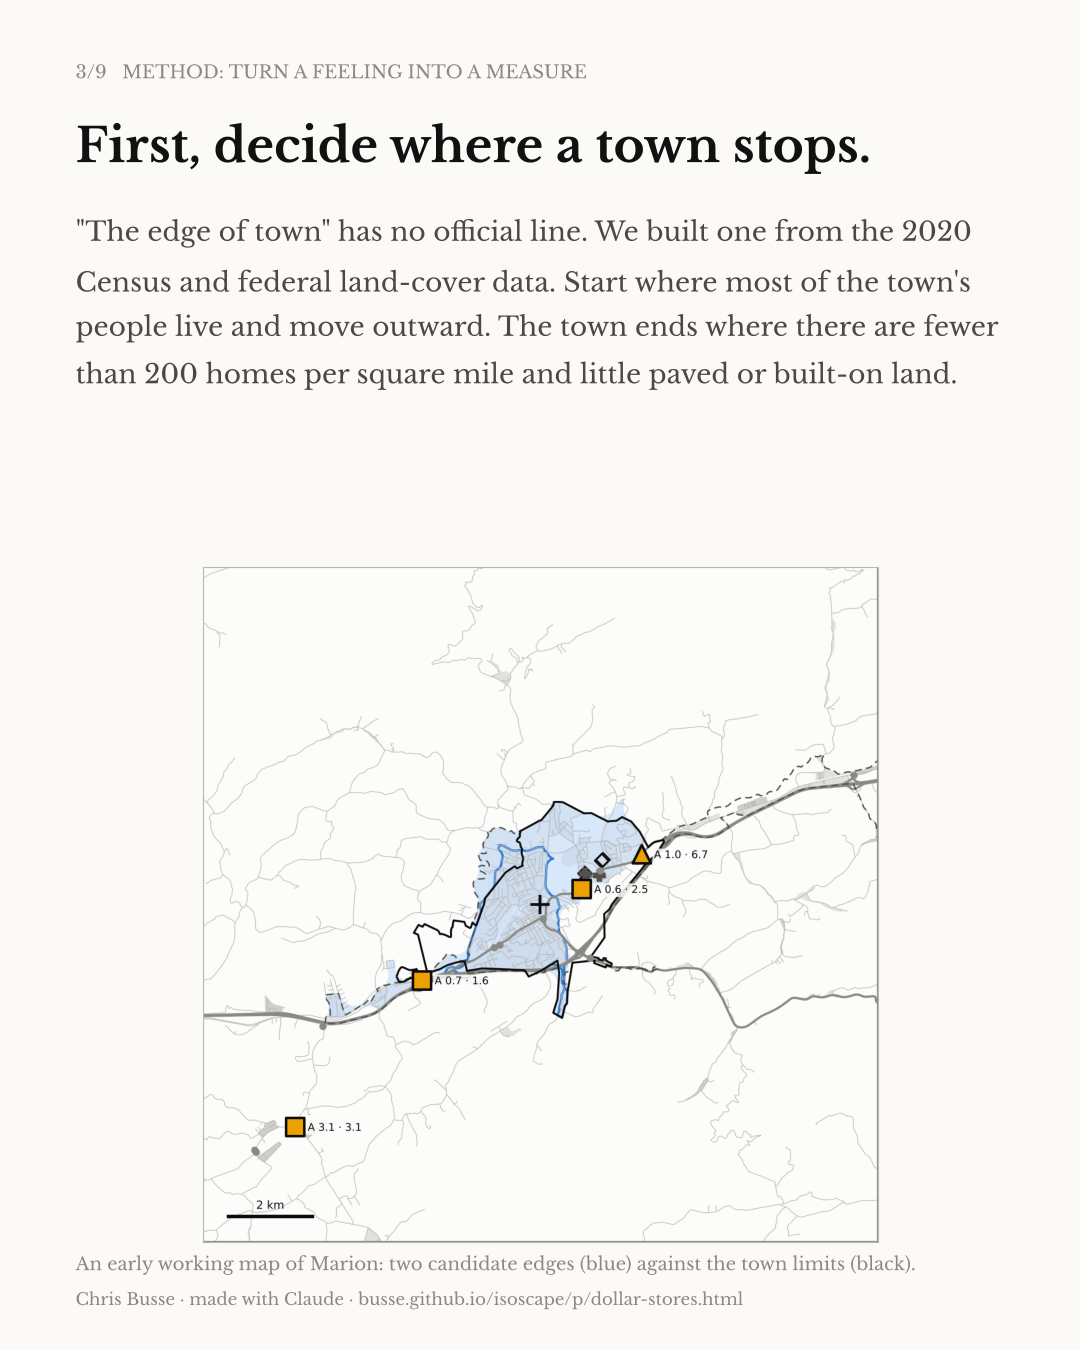 3/9 METHOD: TURN A FEELING INTO A MEASURE
First, decide where a town stops.
"The edge of town" has no official line. We built one from the 2020
Census and federal land-cover data. Start where most of the town's
people live and move outward. The town ends where there are fewer
than 200 homes per square mile and little paved or built-on land.
A 1.0 · 6.7
A 0.6 · 2.5
A 0.7 · 1.6
A 3.1 · 3.1
2 km
An early working map of Marion: two candidate edges (blue) against the town limits (black).
Chris Busse · made with Claude · busse.github.io/isoscape/p/dollar-stores.html